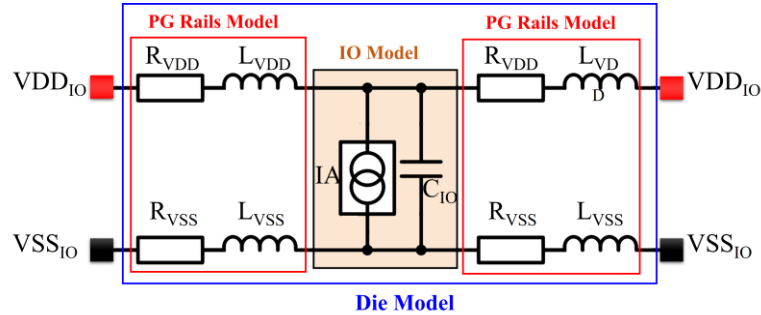 PG Rails Model
PG Rails Model
IO Model
RVDD
LVDD
RVDD
LVD
D
VDDIO
VDDIO
IA
CIO
RVSS
LVSS
RVSS
LVSS
VSSIO
VSSIO
Die Model